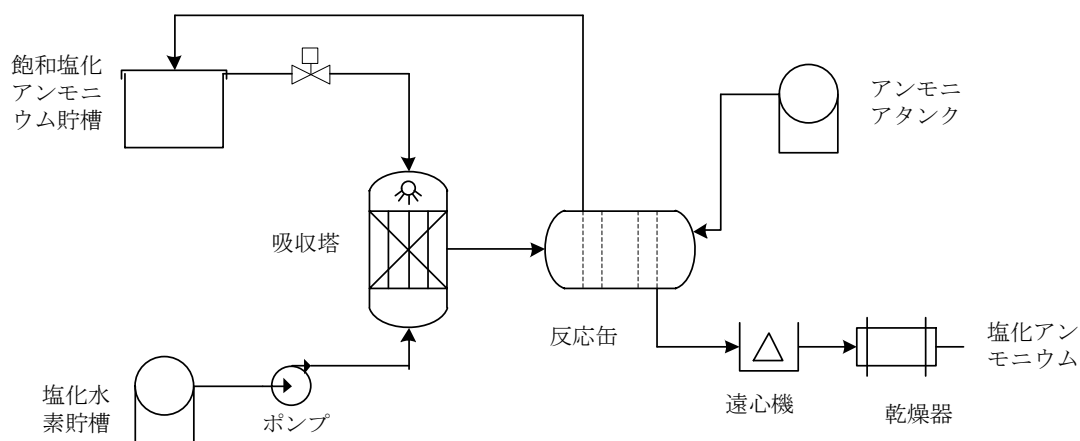 飽和塩化
アンモニ
ウム貯槽
アンモニ
アタンク
吸収塔
反応缶
塩化アン
モニウム
塩化水
素貯槽
ポンプ
遠心機
乾燥器